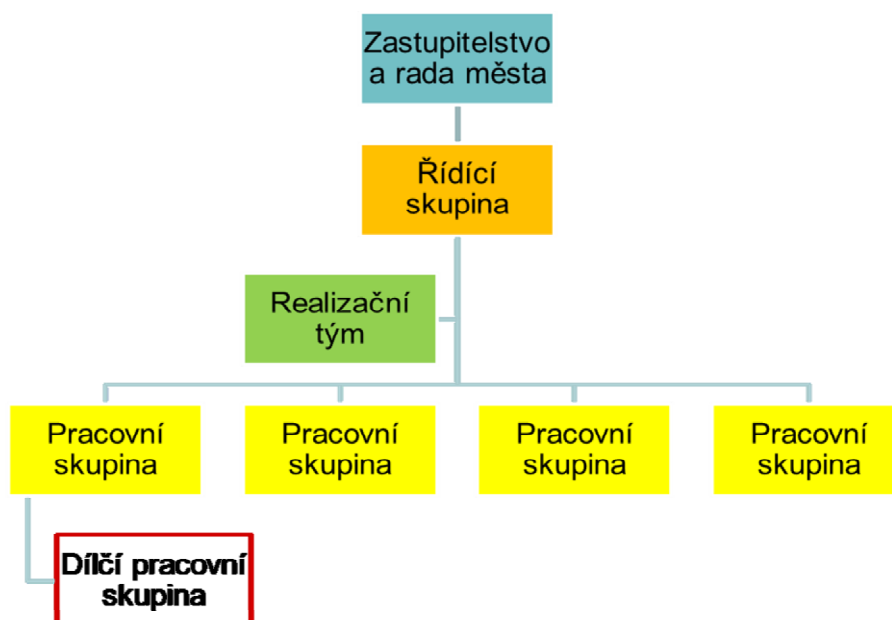 Zastupitelstvo
a rada města
Řídící
skupina
Realizační
tým
Pracovní
skupina
Pracovní
skupina
Pracovní
skupina
Pracovní
skupina
Dílčí pracovní
skupina